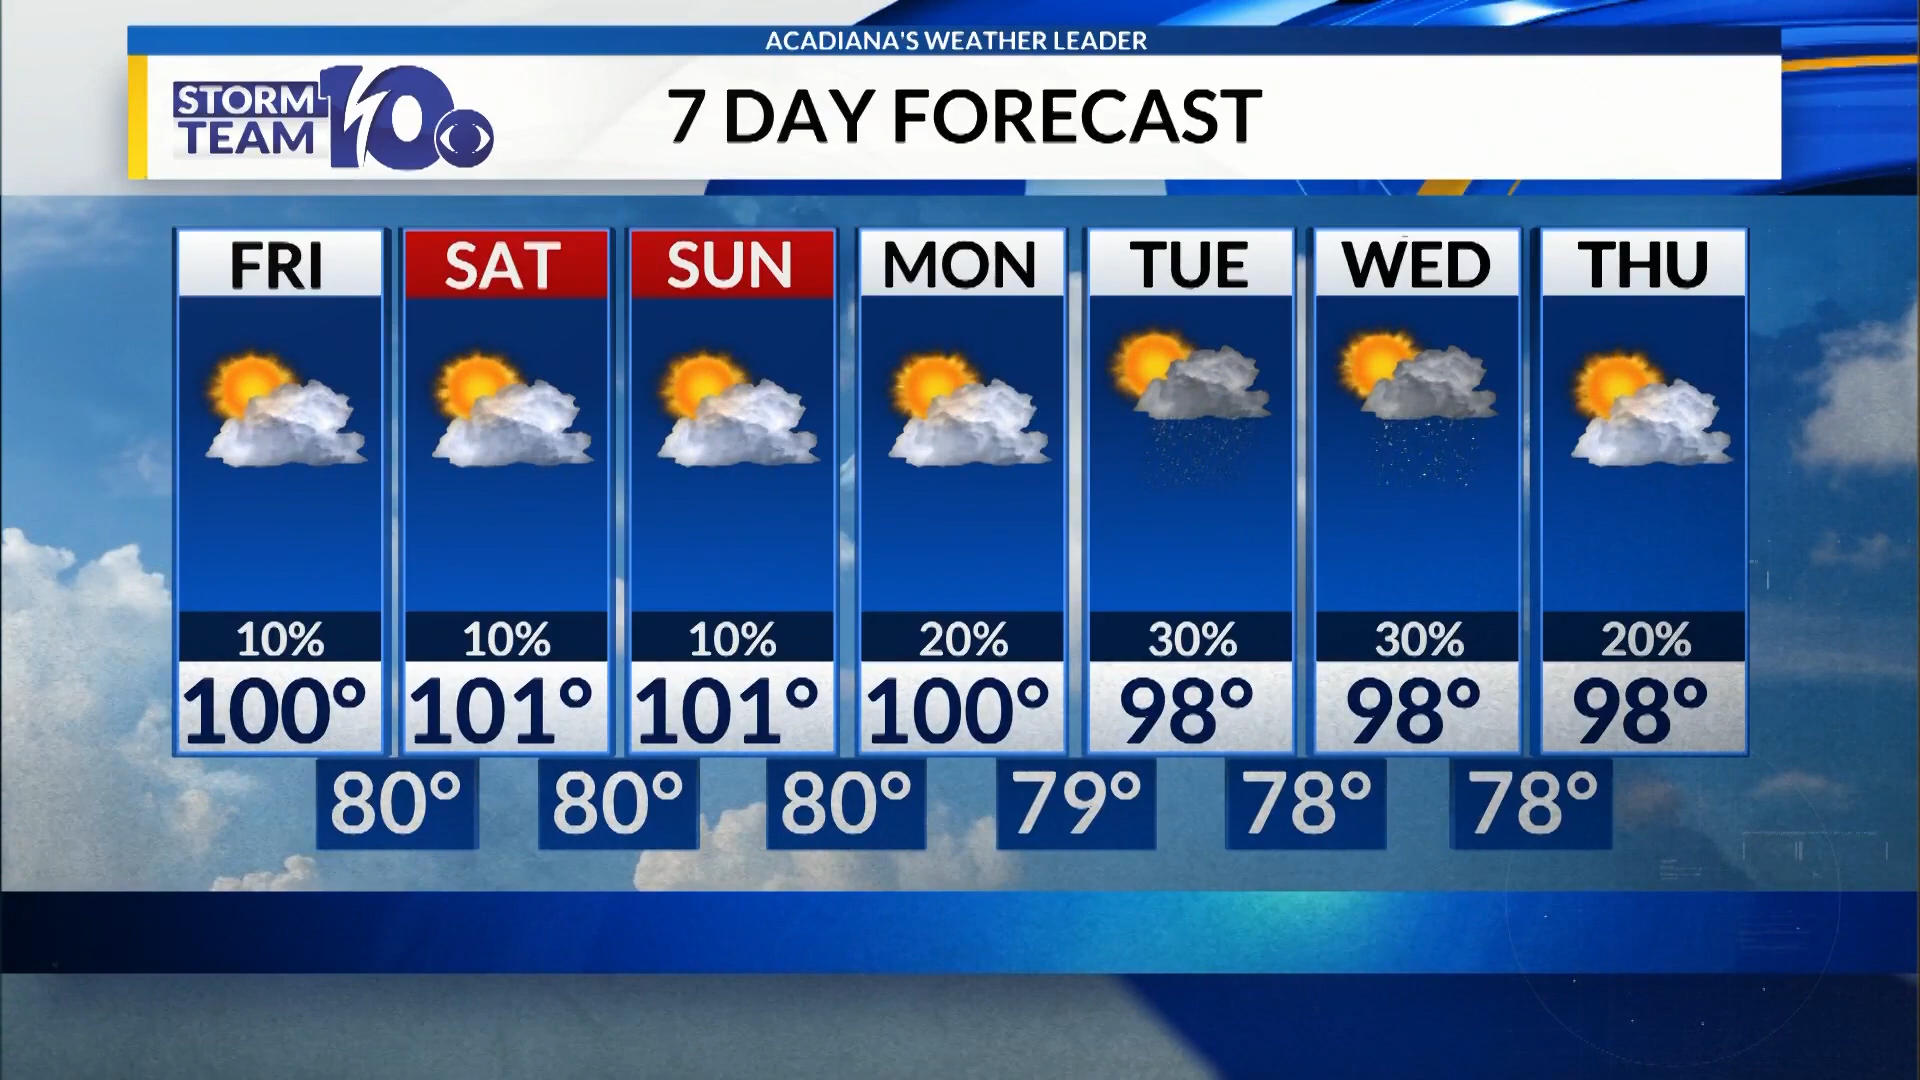 ACADIANA'S WEATHER LEADER
STORM TEAM 10
7 DAY FORECAST
FRI SAT SUN MON TUE WED THU
10% 10% 10% 20% 30% 30% 20%
100° 101° 101° 100° 98° 98° 98°
80° 80° 80° 79° 78° 78°